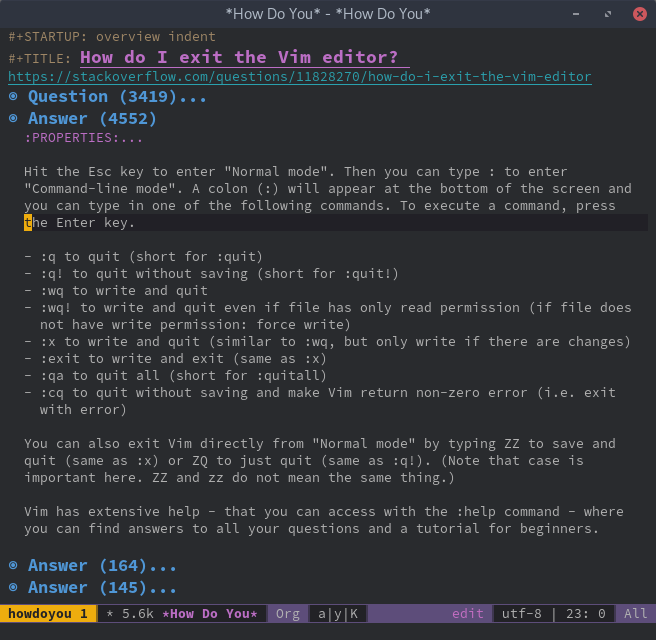 *How Do You* - *How Do You*
#+STARTUP: overview indent
#+TITLE: How do I exit the Vim editor?
https://stackoverflow.com/questions/11828270/how-do-i-exit-the-vim-editor
Question (3419)...
Answer (4552)
:PROPERTIES:...
Hit the Esc key to enter "Normal mode". Then you can type : to enter
"Command-line mode". A colon (:) will appear at the bottom of the screen and
you can type in one of the following commands. To execute a command, press
the Enter key.
- :q to quit (short for :quit)
- :q! to quit without saving (short for :quit!)
- :wq to write and quit
- :wq! to write and quit even if file has only read permission (if file does
not have write permission: force write)
- :x to write and quit (similar to :wq, but only write if there are changes)
- :exit to write and exit (same as :x)
- :qa to quit all (short for :quitall)
- :cq to quit without saving and make Vim return non-zero error (i.e. exit
with error)
You can also exit Vim directly from "Normal mode" by typing ZZ to save and
quit (same as :x) or ZQ to just quit (same as :q!). (Note that case is
important here. ZZ and zz do not mean the same thing.)
Vim has extensive help - that you can access with the :help command - where
you can find answers to all your questions and a tutorial for beginners.
Answer (164)...
Answer (145)...
howdoyou 1 * 5.6k *How Do You* Org a|y|K edit utf-8 | 23: 0 All